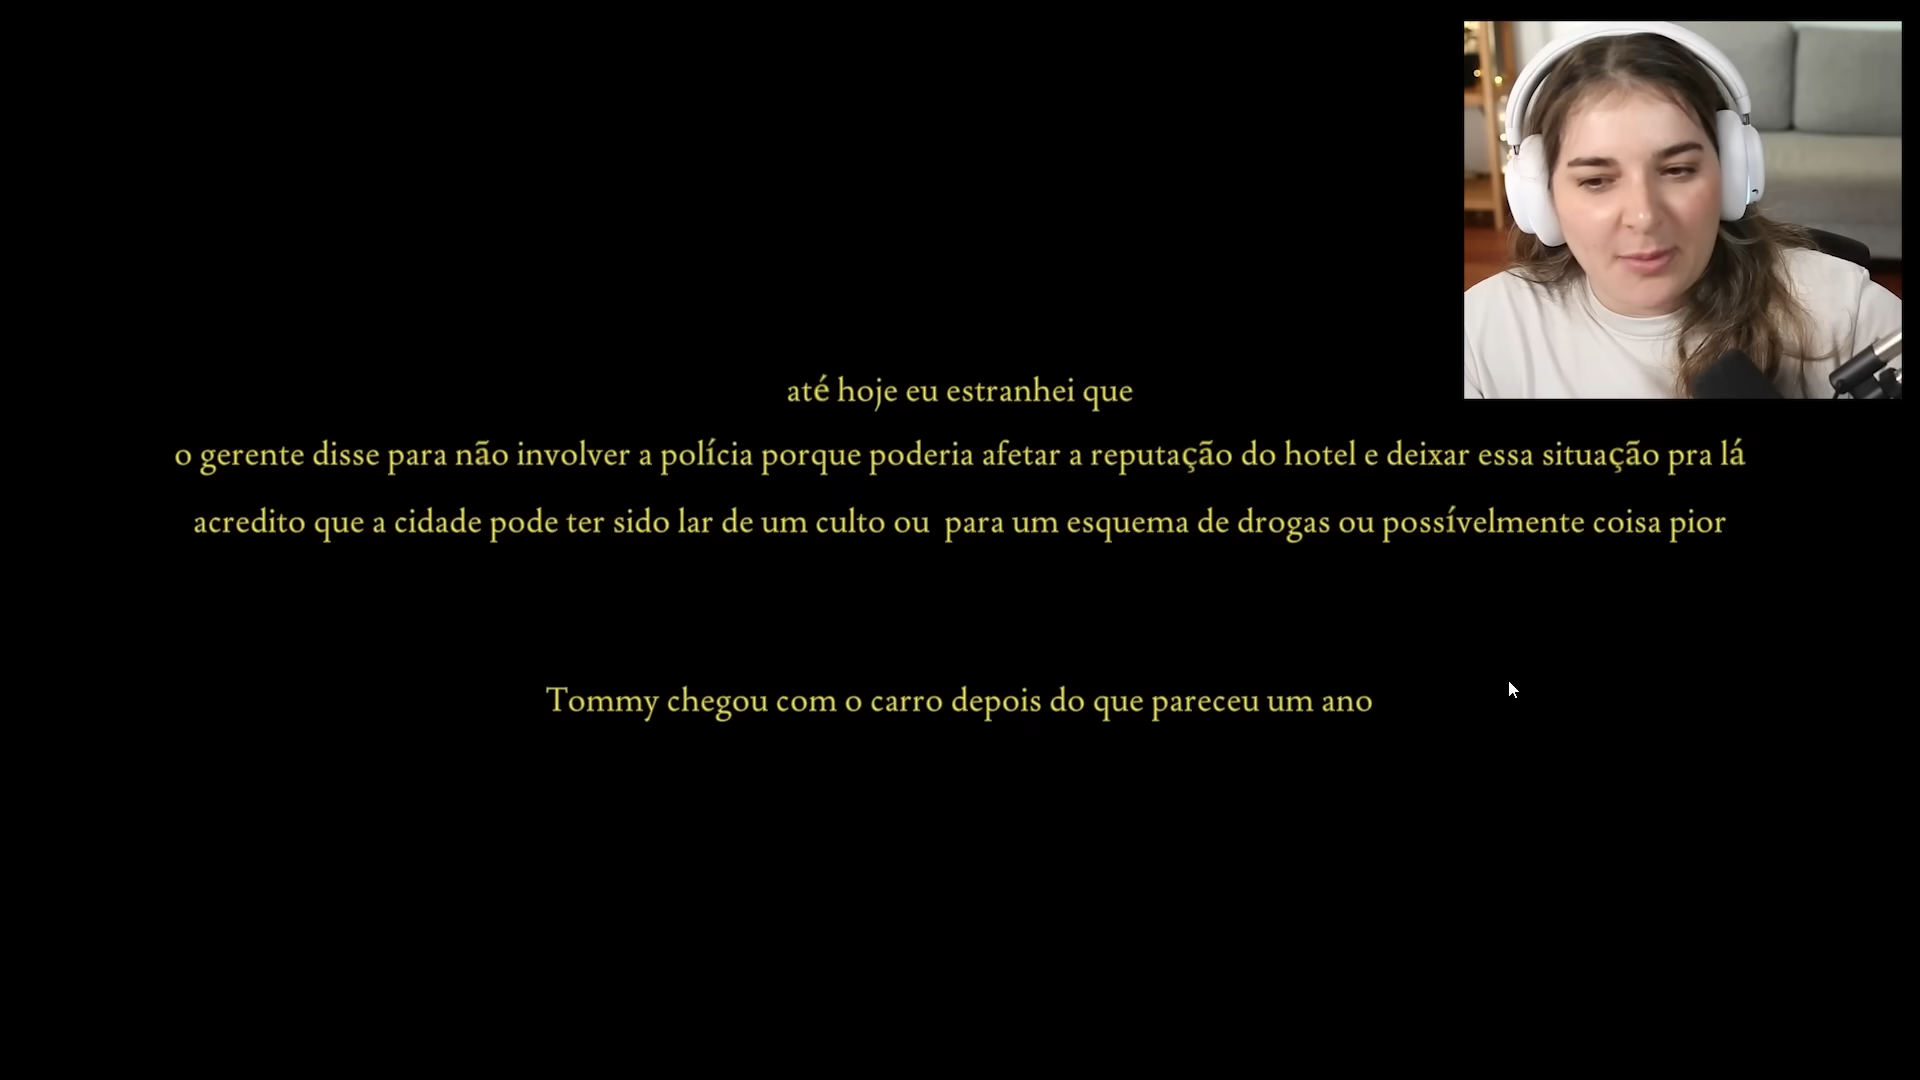 até hoje eu estranhei que
o gerente disse para não involver a polícia porque poderia afetar a reputação do hotel e deixar essa situação pra lá
acredito que a cidade pode ter sido lar de um culto ou  para um esquema de drogas ou possívelmente coisa pior
Tommy chegou com o carro depois do que pareceu um ano